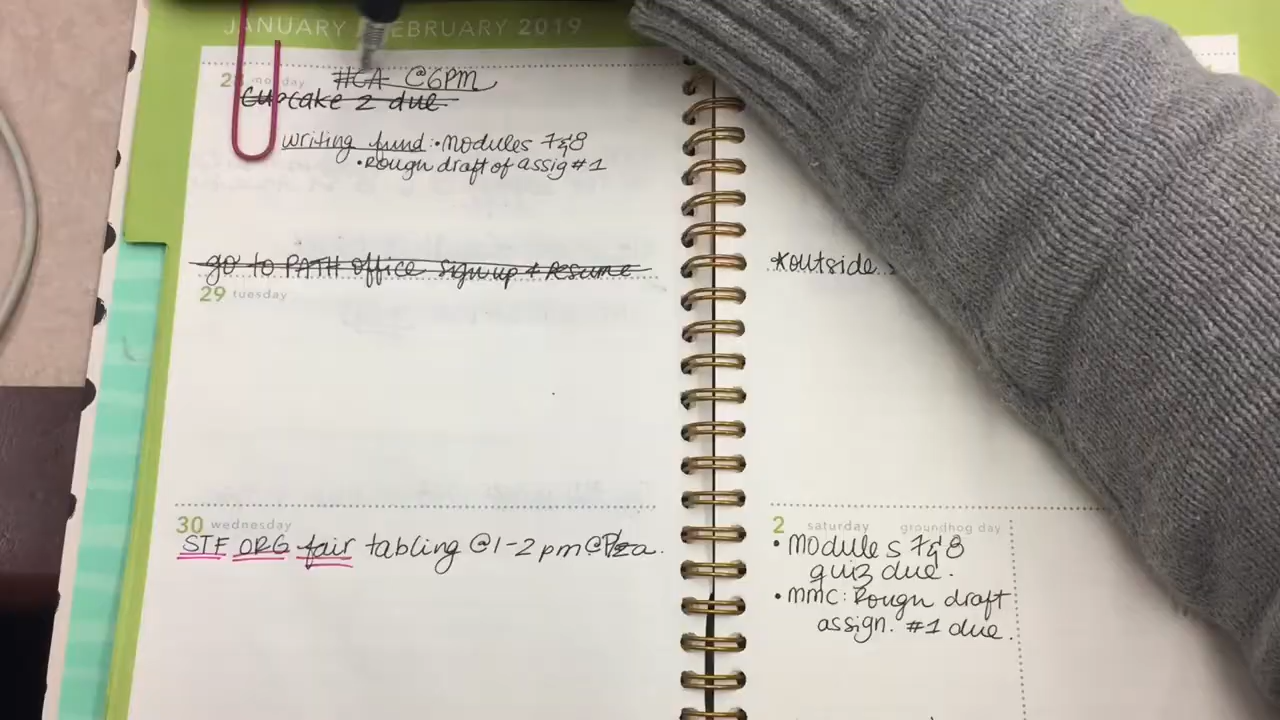 JANUARY / FEBRUARY 2019
28 monday
#CA @6PM
Cupcake 2 due
writing fund: • Modules 7&8
• Rough draft of assig #1
go to PATH office sign up + resume
29 tuesday
30 wednesday
STF ORG fair tabling @1-2pm @Plaza.
*outside
2 saturday groundhog day
• Modules 7&8
quiz due.
• MMC: Rough draft
assign. #1 due.